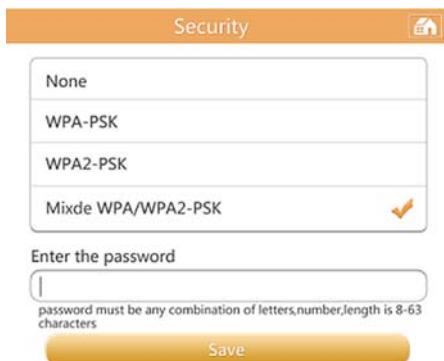 Security
None
WPA-PSK
WPA2-PSK
Mixde WPA/WPA2-PSK
Enter the password
password must be any combination of letters,number,length is 8-63
characters
Save